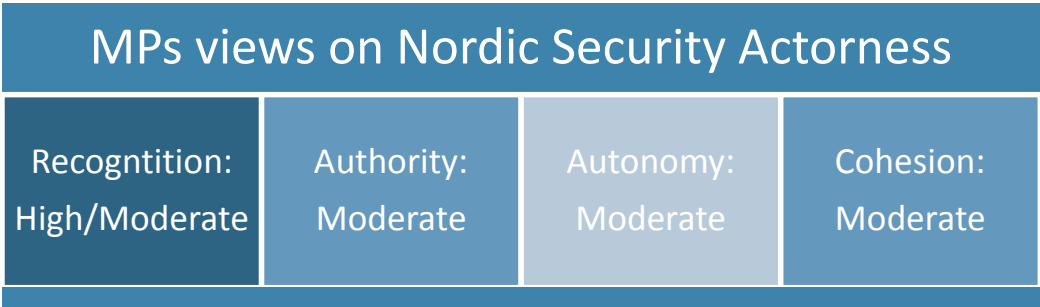 MPs views on Nordic Security Actorness
Recogntition:
High/Moderate
Authority:
Moderate
Autonomy:
Moderate
Cohesion:
Moderate